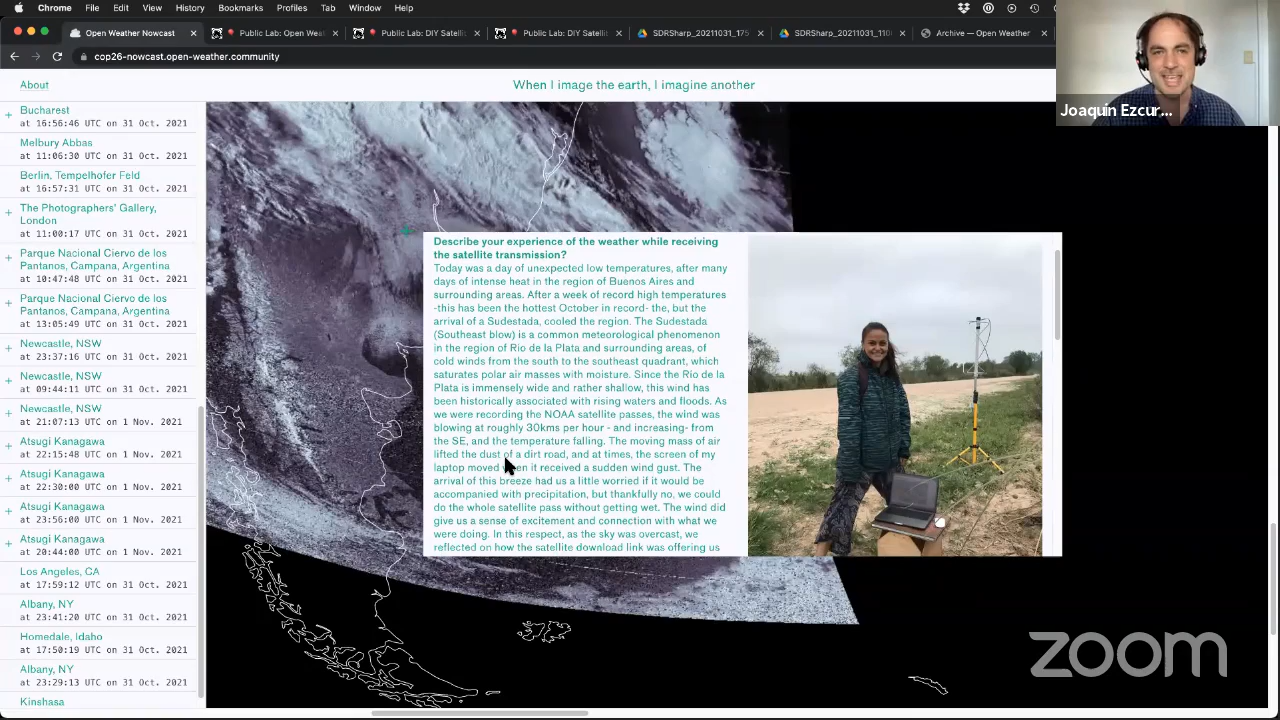 Chrome File Edit View History Bookmarks Profiles Tab Window Help
Open Weather Nowcast
Public Lab: Open Weat
Public Lab: DIY Satellit
Public Lab: DIY Satellit
SDRSharp_20211031_175
SDRSharp_20211031_110
Archive — Open Weather
cop26-nowcast.open-weather.community
Joaquín Ezcur...
About
When I image the earth, I imagine another
Bucharest
at 16:56:46 UTC on 31 Oct. 2021
Melbury Abbas
at 11:06:30 UTC on 31 Oct. 2021
Berlin, Tempelhofer Feld
at 16:57:31 UTC on 31 Oct. 2021
The Photographers' Gallery,
London
at 11:00:17 UTC on 31 Oct. 2021
Parque Nacional Ciervo de los
Pantanos, Campana, Argentina
at 10:47:48 UTC on 31 Oct. 2021
Parque Nacional Ciervo de los
Pantanos, Campana, Argentina
at 13:05:49 UTC on 31 Oct. 2021
Newcastle, NSW
at 23:37:16 UTC on 31 Oct. 2021
Newcastle, NSW
at 09:44:11 UTC on 31 Oct. 2021
Newcastle, NSW
at 21:07:13 UTC on 1 Nov. 2021
Atsugi Kanagawa
at 22:15:48 UTC on 1 Nov. 2021
Atsugi Kanagawa
at 22:30:00 UTC on 1 Nov. 2021
Atsugi Kanagawa
at 23:56:00 UTC on 1 Nov. 2021
Atsugi Kanagawa
at 20:44:00 UTC on 1 Nov. 2021
Los Angeles, CA
at 17:59:12 UTC on 31 Oct. 2021
Albany, NY
at 23:41:20 UTC on 31 Oct. 2021
Homedale, Idaho
at 17:50:19 UTC on 31 Oct. 2021
Albany, NY
at 23:29:13 UTC on 31 Oct. 2021
Kinshasa
Describe your experience of the weather while receiving
the satellite transmission?
Today was a day of unexpected low temperatures, after many
days of intense heat in the region of Buenos Aires and
surrounding areas. After a week of record high temperatures
-this has been the hottest October in record- the, but the
arrival of a Sudestada, cooled the region. The Sudestada
(Southeast blow) is a common meteorological phenomenon
in the region of Rio de la Plata and surrounding areas, of
cold winds from the south to the southeast quadrant, which
saturates polar air masses with moisture. Since the Rio de la
Plata is immensely wide and rather shallow, this wind has
been historically associated with rising waters and floods. As
we were recording the NOAA satellite passes, the wind was
blowing at roughly 30kms per hour - and increasing- from
the SE, and the temperature falling. The moving mass of air
lifted the dust of a dirt road, and at times, the screen of my
laptop moved when it received a sudden wind gust. The
arrival of this breeze had us a little worried if it would be
accompanied with precipitation, but thankfully no, we could
do the whole satellite pass without getting wet. The wind did
give us a sense of excitement and connection with what we
were doing. In this respect, as the sky was overcast, we
reflected on how the satellite download link was offering us
zoom